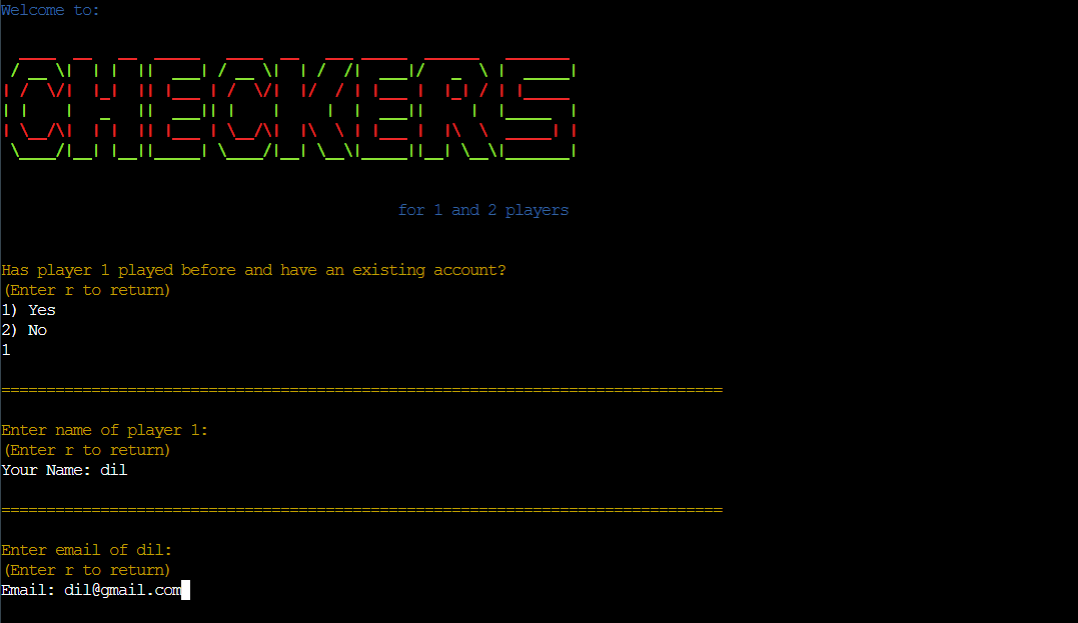 Welcome to:
CHECKERS
for 1 and 2 players
Has player 1 played before and have an existing account?
(Enter r to return)
1) Yes
2) No
1
================================================================================
Enter name of player 1:
(Enter r to return)
Your Name: dil
================================================================================
Enter email of dil:
(Enter r to return)
Email: dil@gmail.com